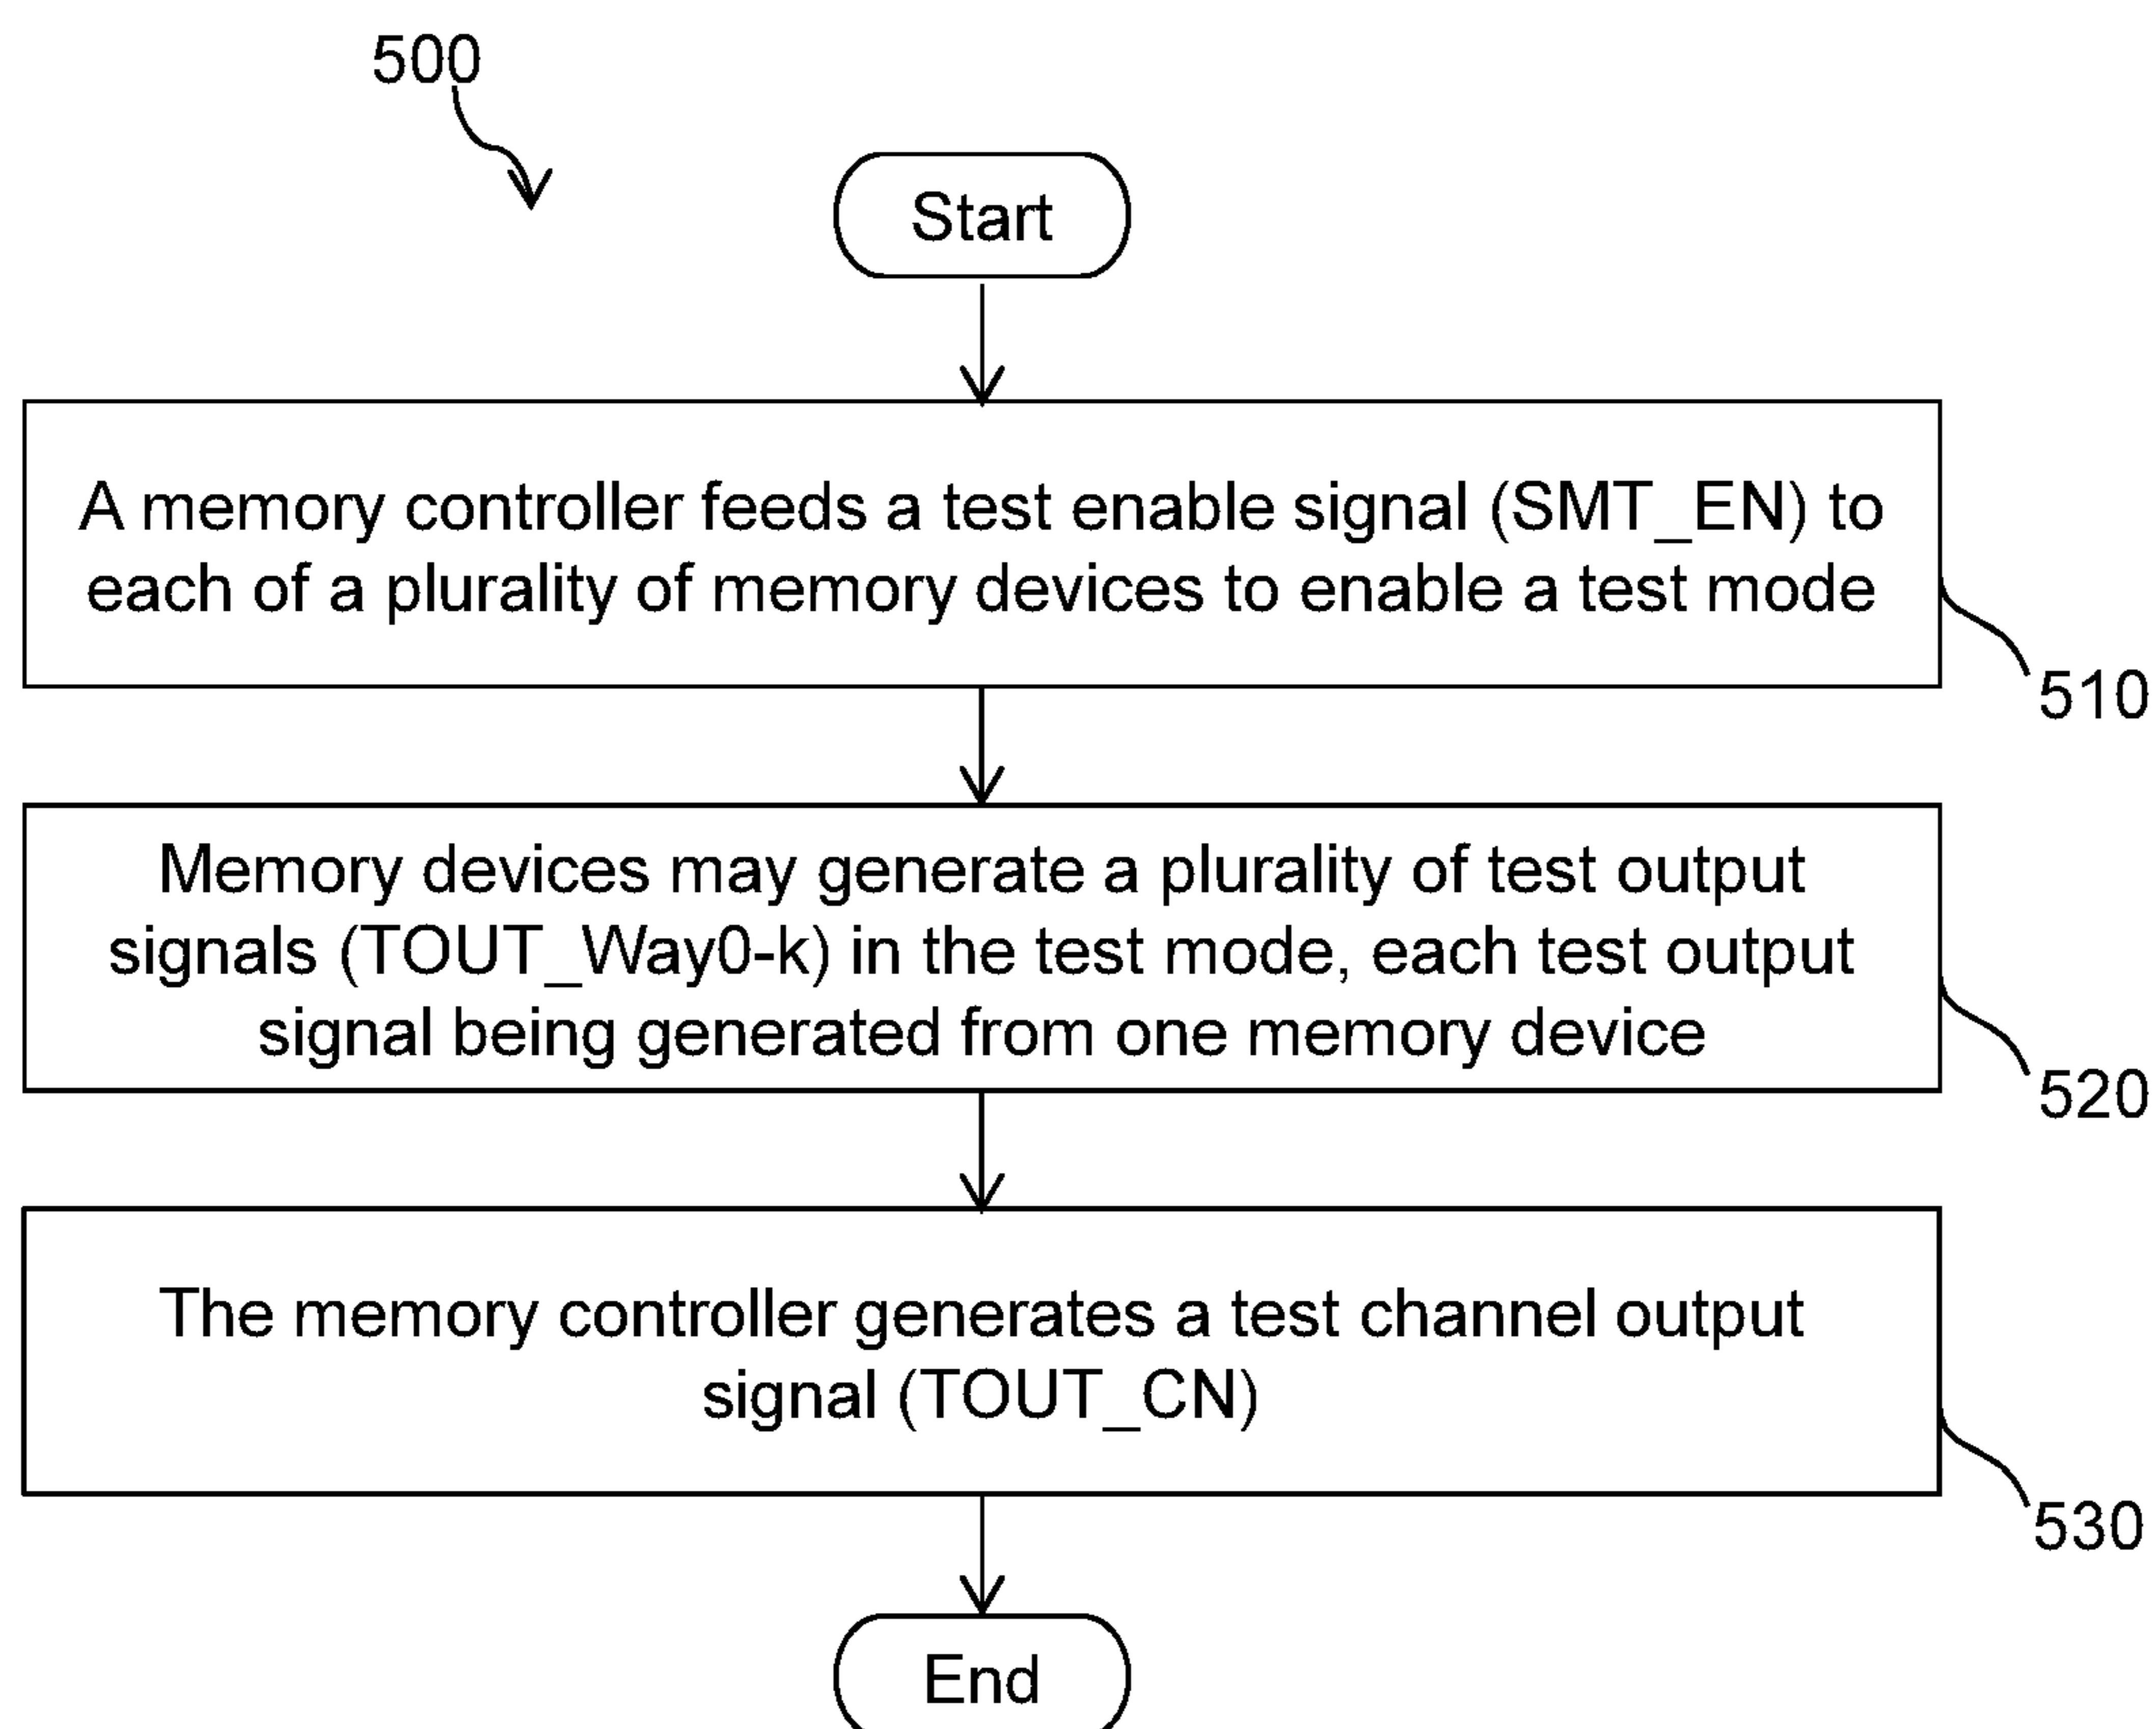 500
Start
A memory controller feeds a test enable signal (SMT_EN) to
each of a plurality of memory devices to enable a test mode
510
Memory devices may generate a plurality of test output
signals (TOUT_Way0-k) in the test mode, each test output
signal being generated from one memory device
520
The memory controller generates a test channel output
signal (TOUT_CN)
530
End